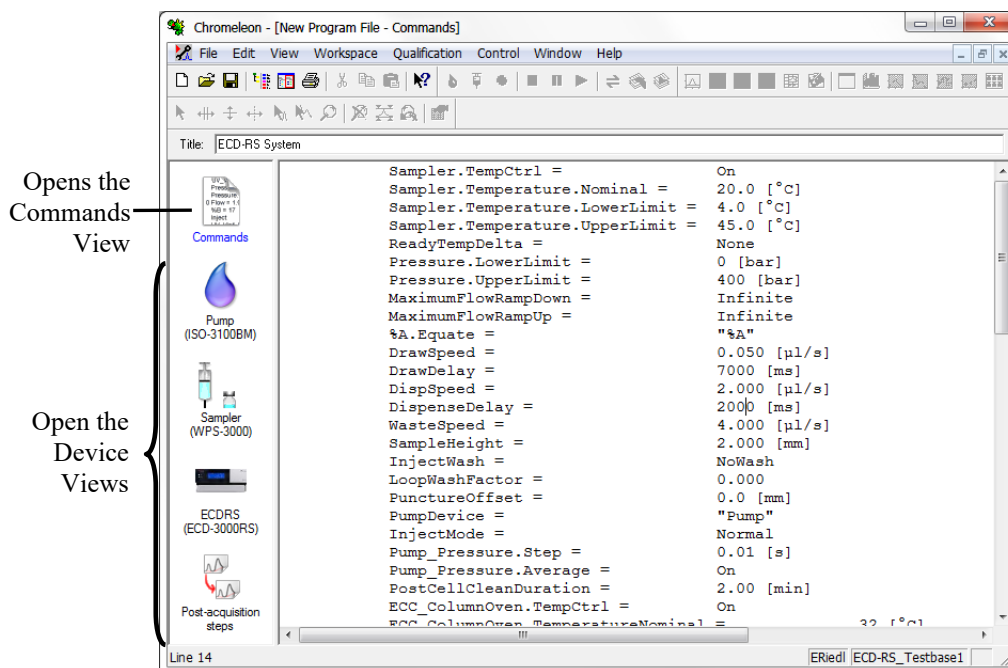 Chromeleon - [New Program File - Commands]
File Edit View Workspace Qualification Control Window Help
Title: ECD-RS System
Opens the
Commands
View
Commands
Pump
(ISO-3100BM)
Sampler
(WPS-3000)
Open the
Device
Views
ECDRS
(ECD-3000RS)
Post-acquisition
steps
Sampler.TempCtrl = On
Sampler.Temperature.Nominal = 20.0 [°C]
Sampler.Temperature.LowerLimit = 4.0 [°C]
Sampler.Temperature.UpperLimit = 45.0 [°C]
ReadyTempDelta = None
Pressure.LowerLimit = 0 [bar]
Pressure.UpperLimit = 400 [bar]
MaximumFlowRampDown = Infinite
MaximumFlowRampUp = Infinite
%A.Equate = "%A"
DrawSpeed = 0.050 [µl/s]
DrawDelay = 7000 [ms]
DispSpeed = 2.000 [µl/s]
DispenseDelay = 2000 [ms]
WasteSpeed = 4.000 [µl/s]
SampleHeight = 2.000 [mm]
InjectWash = NoWash
LoopWashFactor = 0.000
PunctureOffset = 0.0 [mm]
PumpDevice = "Pump"
InjectMode = Normal
Pump_Pressure.Step = 0.01 [s]
Pump_Pressure.Average = On
PostCellCleanDuration = 2.00 [min]
ECC_ColumnOven.TempCtrl = On
ECC_ColumnOven.TemperatureNominal = 32 [°C]
Line 14
ERiedl ECD-RS_Testbase1